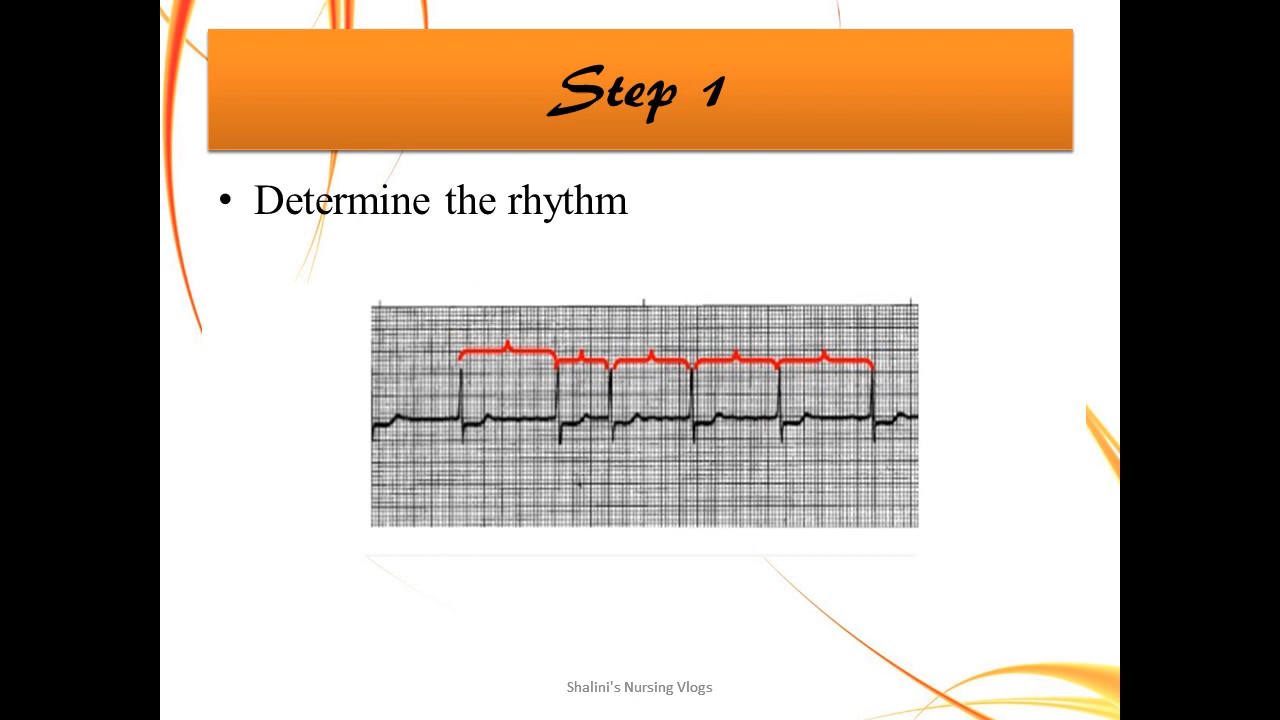 Step 1
• Determine the rhythm
Shalini's Nursing Vlogs